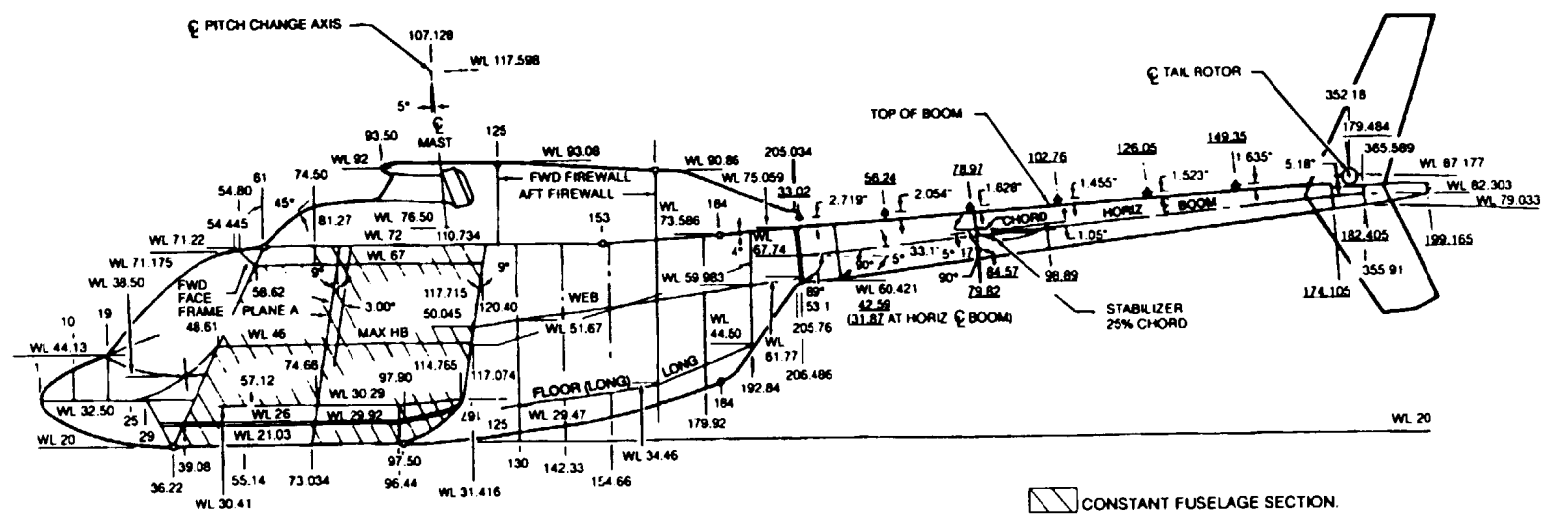 ℄ PITCH CHANGE AXIS
107.128
WL 117.598
5°
℄
MAST
93.50
125
WL 92
WL 93.08
FWD FIREWALL
AFT FIREWALL
WL 90.86
205.034
WL 75.059
33.02
TOP OF BOOM
℄ TAIL ROTOR
352.18
179.484
365.589
5.18°
WL 87.177
WL 82.303
WL 79.033
56.24
78.97
102.76
126.05
149.35
2.719°
2.054°
1.628°
1.455°
1.523°
1.635°
CHORD
HORIZ ℄ BOOM
1.05°
61
74.50
54.80
45°
54.445
81.27
WL 76.50
110.734
153
WL 73.586
184
4°
WL 67.74
WL 71.22
WL 72
WL 71.175
WL 67
9°
9°
WL 38.50
FWD FACE FRAME
48.61
58.62
PLANE A
3.00°
117.715
50.045
120.40
WEB
WL 59.983
WL 51.67
90°
5°
33.1
5°
17
90°
84.57
79.82
98.89
89°
53.1
WL 60.421
42.59
(31.87 AT HORIZ ℄ BOOM)
STABILIZER
25% CHORD
182.405
199.165
355.91
174.105
10
19
WL 44.13
WL 46
MAX HB
WL 44.50
205.76
WL 61.77
206.486
74.66
114.765
117.074
57.12
97.90
WL 30.29
FLOOR (LONG)
LONG
192.84
184
WL 32.50
25
29
WL 26
WL 29.92
125
WL 29.47
179.92
WL 20
WL 21.03
WL 20
39.08
36.22
55.14
WL 30.41
73.034
97.50
96.44
WL 31.416
130
142.33
154.66
WL 34.46
CONSTANT FUSELAGE SECTION.